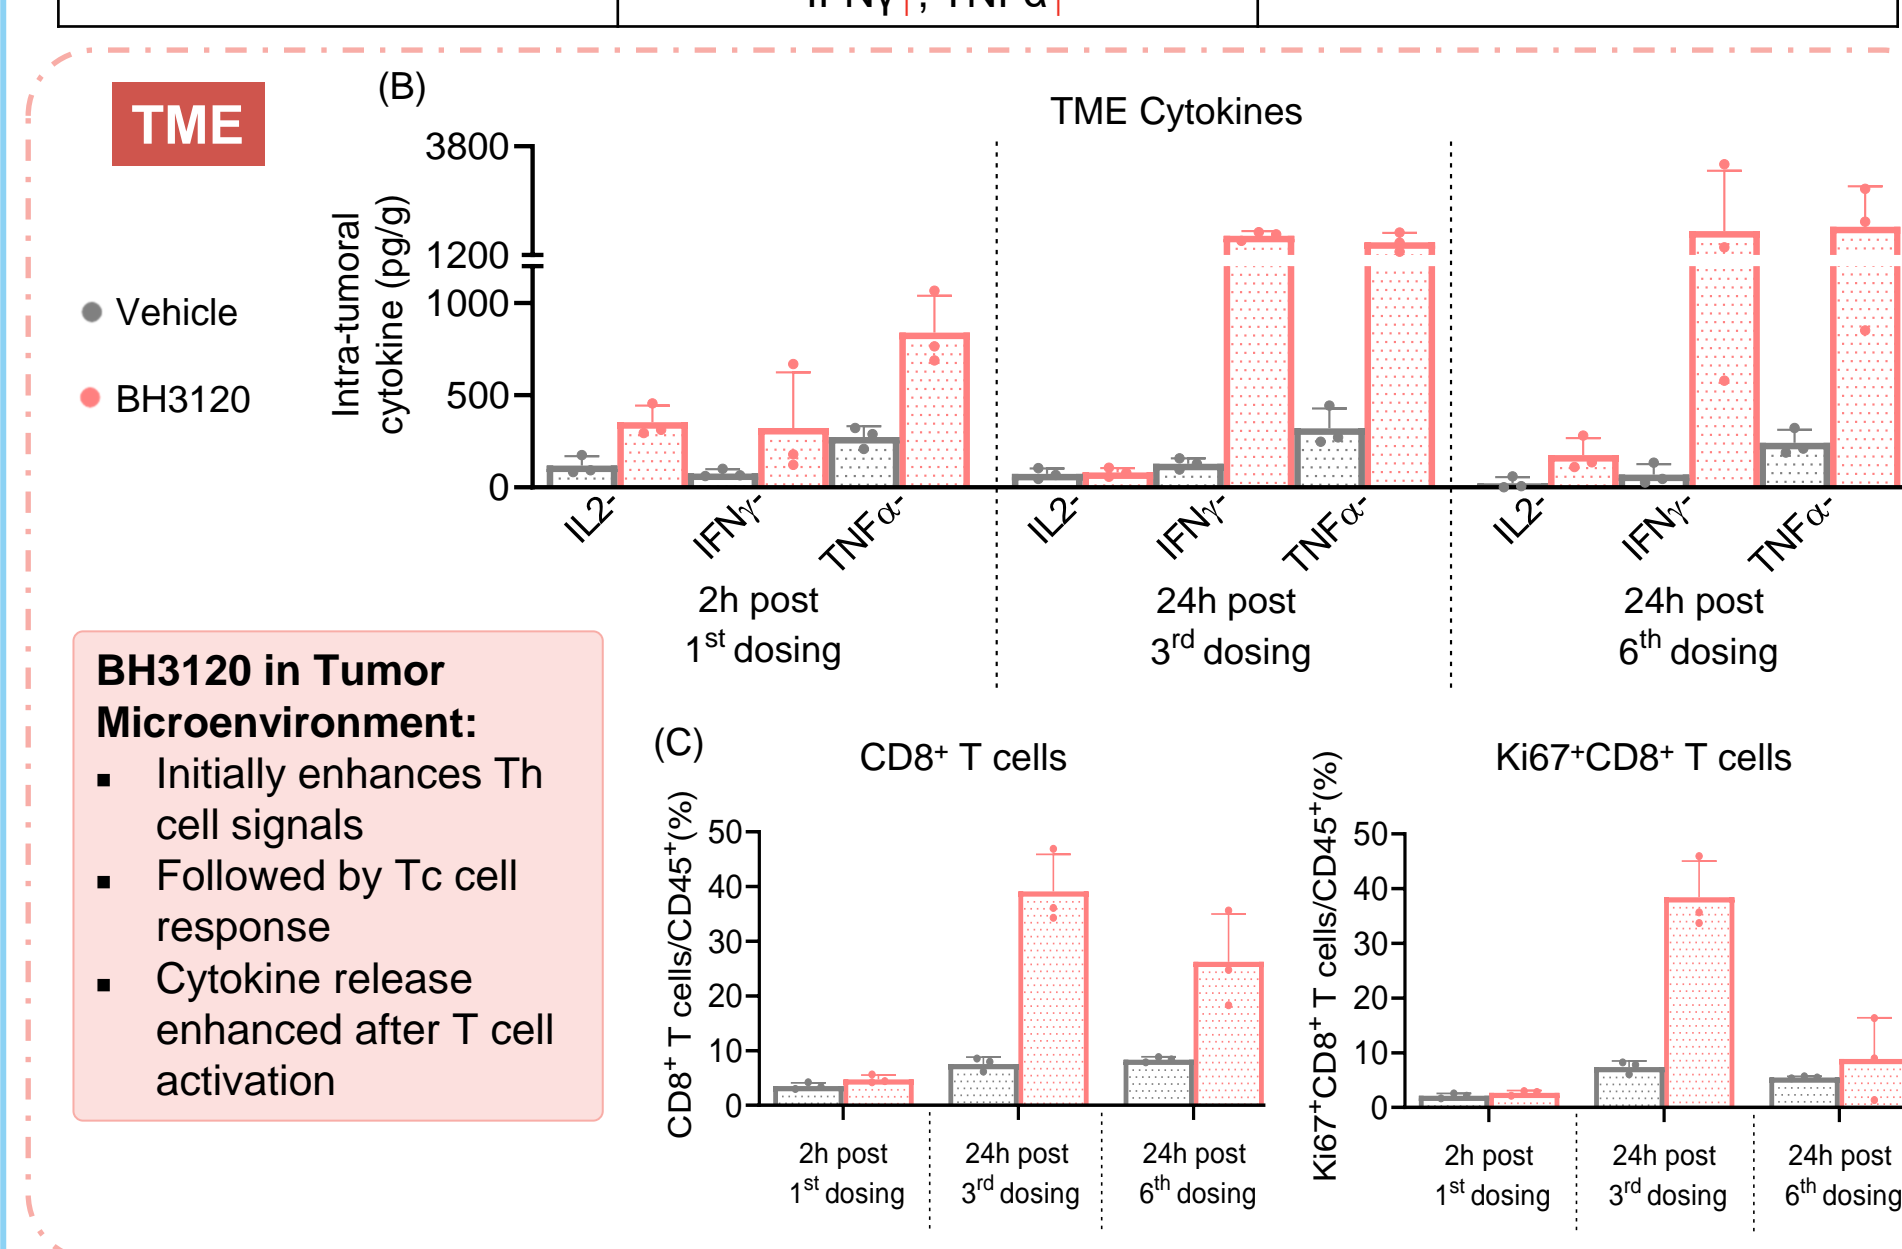 IFNγ↑, TNFα↑
TME
(B)
TME Cytokines
Intra-tumoral
cytokine (pg/g)
3800
1200
1000
500
0
Vehicle
BH3120
IL2-
IFNγ-
TNFα-
IL2-
IFNγ-
TNFα-
IL2-
IFNγ-
TNFα-
2h post
1st dosing
24h post
3rd dosing
24h post
6th dosing
BH3120 in Tumor
Microenvironment:
▪ Initially enhances Th
cell signals
▪ Followed by Tc cell
response
▪ Cytokine release
enhanced after T cell
activation
(C)
CD8+ T cells
CD8+ T cells/CD45+(%)
50
40
30
20
10
0
2h post
1st dosing
24h post
3rd dosing
24h post
6th dosing
Ki67+CD8+ T cells
Ki67+CD8+ T cells/CD45+(%)
50
40
30
20
10
0
2h post
1st dosing
24h post
3rd dosing
24h post
6th dosing